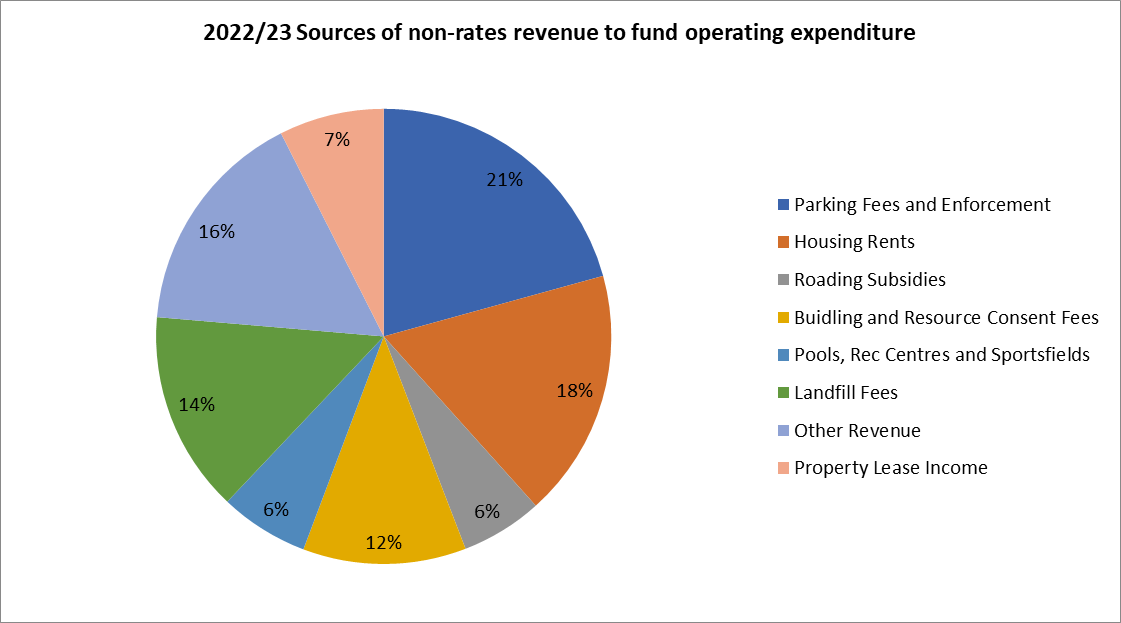 2022/23 Sources of non-rates revenue to fund operating expenditure
7%
21%
16%
18%
14%
6%
6%
12%
Parking Fees and Enforcement
Housing Rents
Roading Subsidies
Buidling and Resource Consent Fees
Pools, Rec Centres and Sportsfields
Landfill Fees
Other Revenue
Property Lease Income